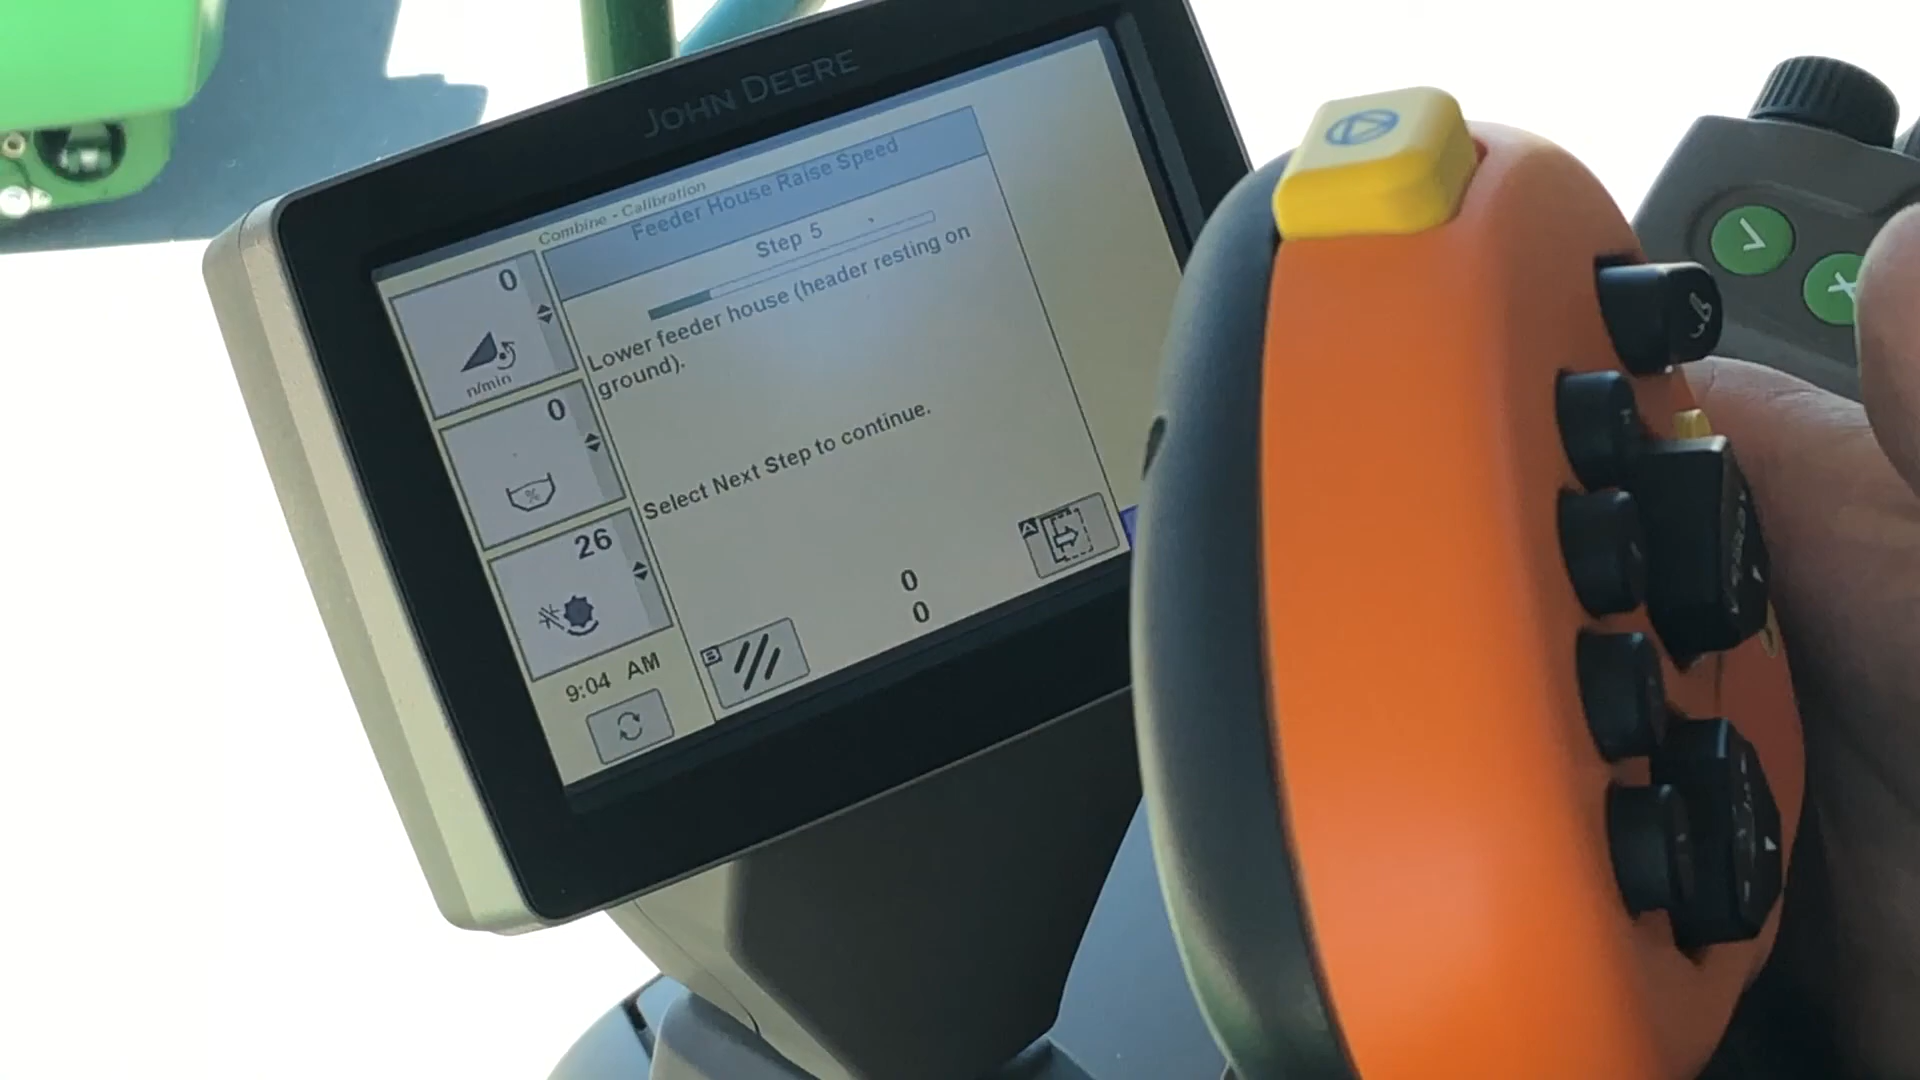 JOHN DEERE
Combine - Calibration
Feeder House Raise Speed
Step 5
Lower feeder house (header resting on
ground).
Select Next Step to continue.
0
n/min
0
%
26
9:04 AM
A
B
0
0